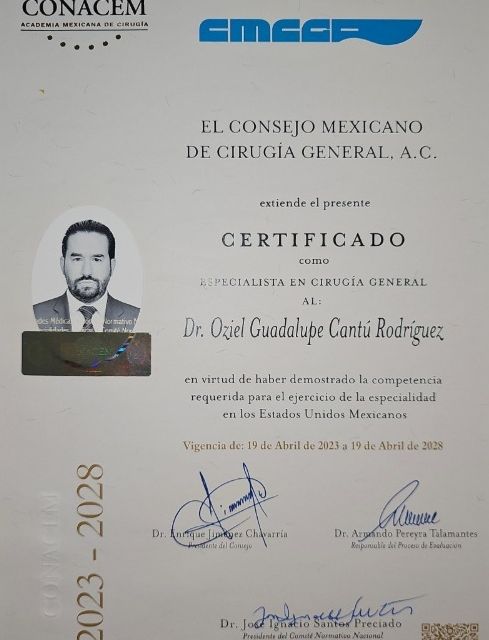 CONACEM
ACADEMIA MEXICANA DE CIRUGÍA
CMCGA
EL CONSEJO MEXICANO
DE CIRUGÍA GENERAL, A.C.
extiende el presente
CERTIFICADO
como
ESPECIALISTA EN CIRUGÍA GENERAL
AL:
Dr. Oziel Guadalupe Cantú Rodríguez
CONACEM
en virtud de haber demostrado la competencia
requerida para el ejercicio de la especialidad
en los Estados Unidos Mexicanos
Vigencia de: 19 de Abril de 2023 a 19 de Abril de 2028
CONACEM
2023 - 2028
Dr. Enrique Jiménez Chavarría
Presidente del Consejo
Dr. Armando Pereyra Talamantes
Responsable del Proceso de Evaluación
Dr. José Ignacio Santos Preciado
Presidente del Comité Normativo Nacional